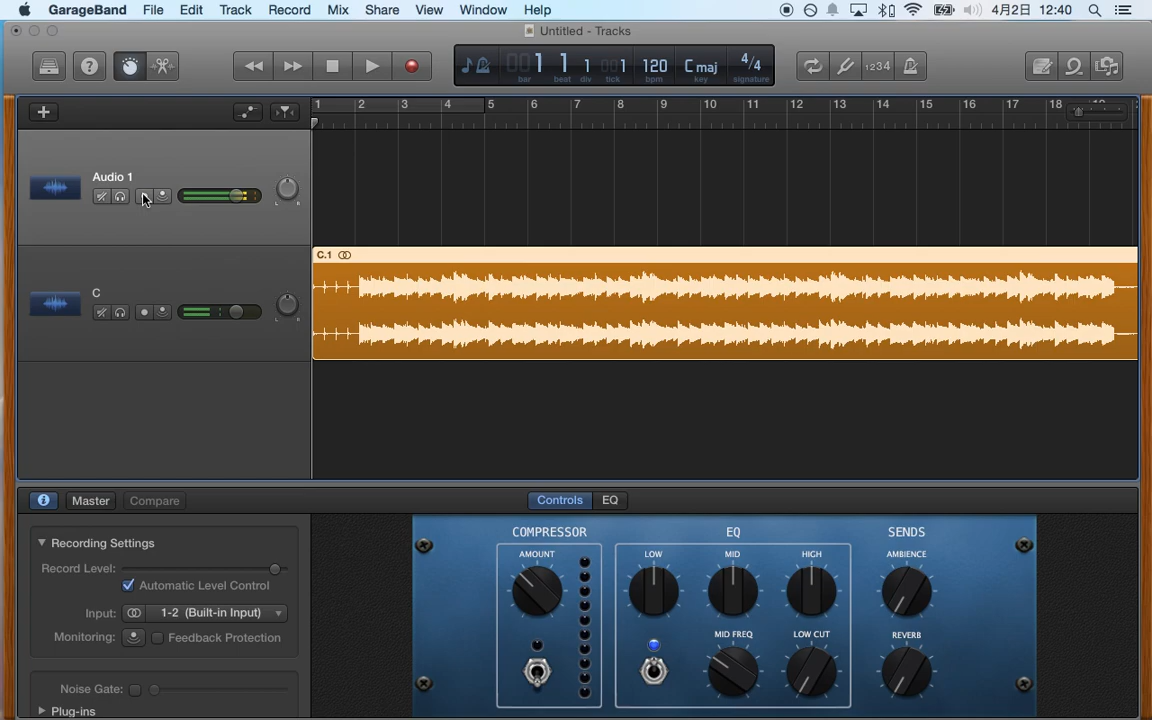 GarageBand File Edit Track Record Mix Share View Window Help 4月2日 12:40
Untitled - Tracks
1234
1 1 1 1 120 C maj 4/4
bar beat div tick bpm key signature
1 2 3 4 5 6 7 8 9 10 11 12 13 14 15 16 17 18 19
Audio 1
L R
C.1
C
L R
Master Compare Controls EQ
Recording Settings
Record Level:
Automatic Level Control
Input: 1-2 (Built-in Input)
Monitoring: Feedback Protection
Noise Gate:
Plug-ins
COMPRESSOR EQ SENDS
AMOUNT LOW MID HIGH AMBIENCE
MID FREQ LOW CUT REVERB